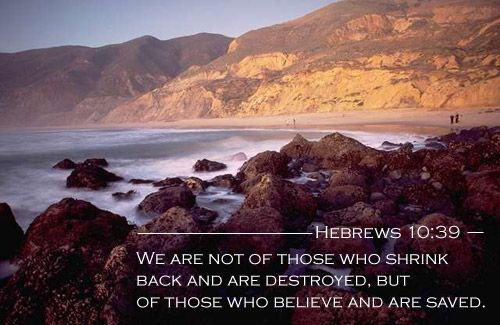 Hebrews 10:39
We are not of those who shrink
back and are destroyed, but
of those who believe and are saved.